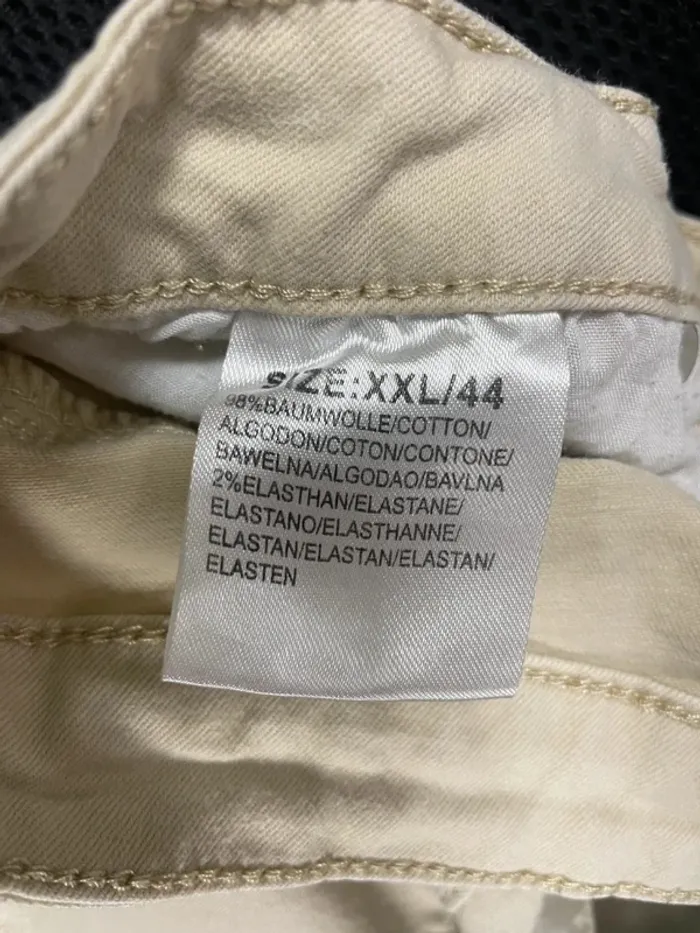 SIZE:XXL/44
98%BAUMWOLLE/COTTON/
ALGODON/COTON/CONTONE/
BAWELNA/ALGODAO/BAVLNA
2%ELASTHAN/ELASTANE/
ELASTANO/ELASTHANNE/
ELASTAN/ELASTAN/ELASTAN/
ELASTEN